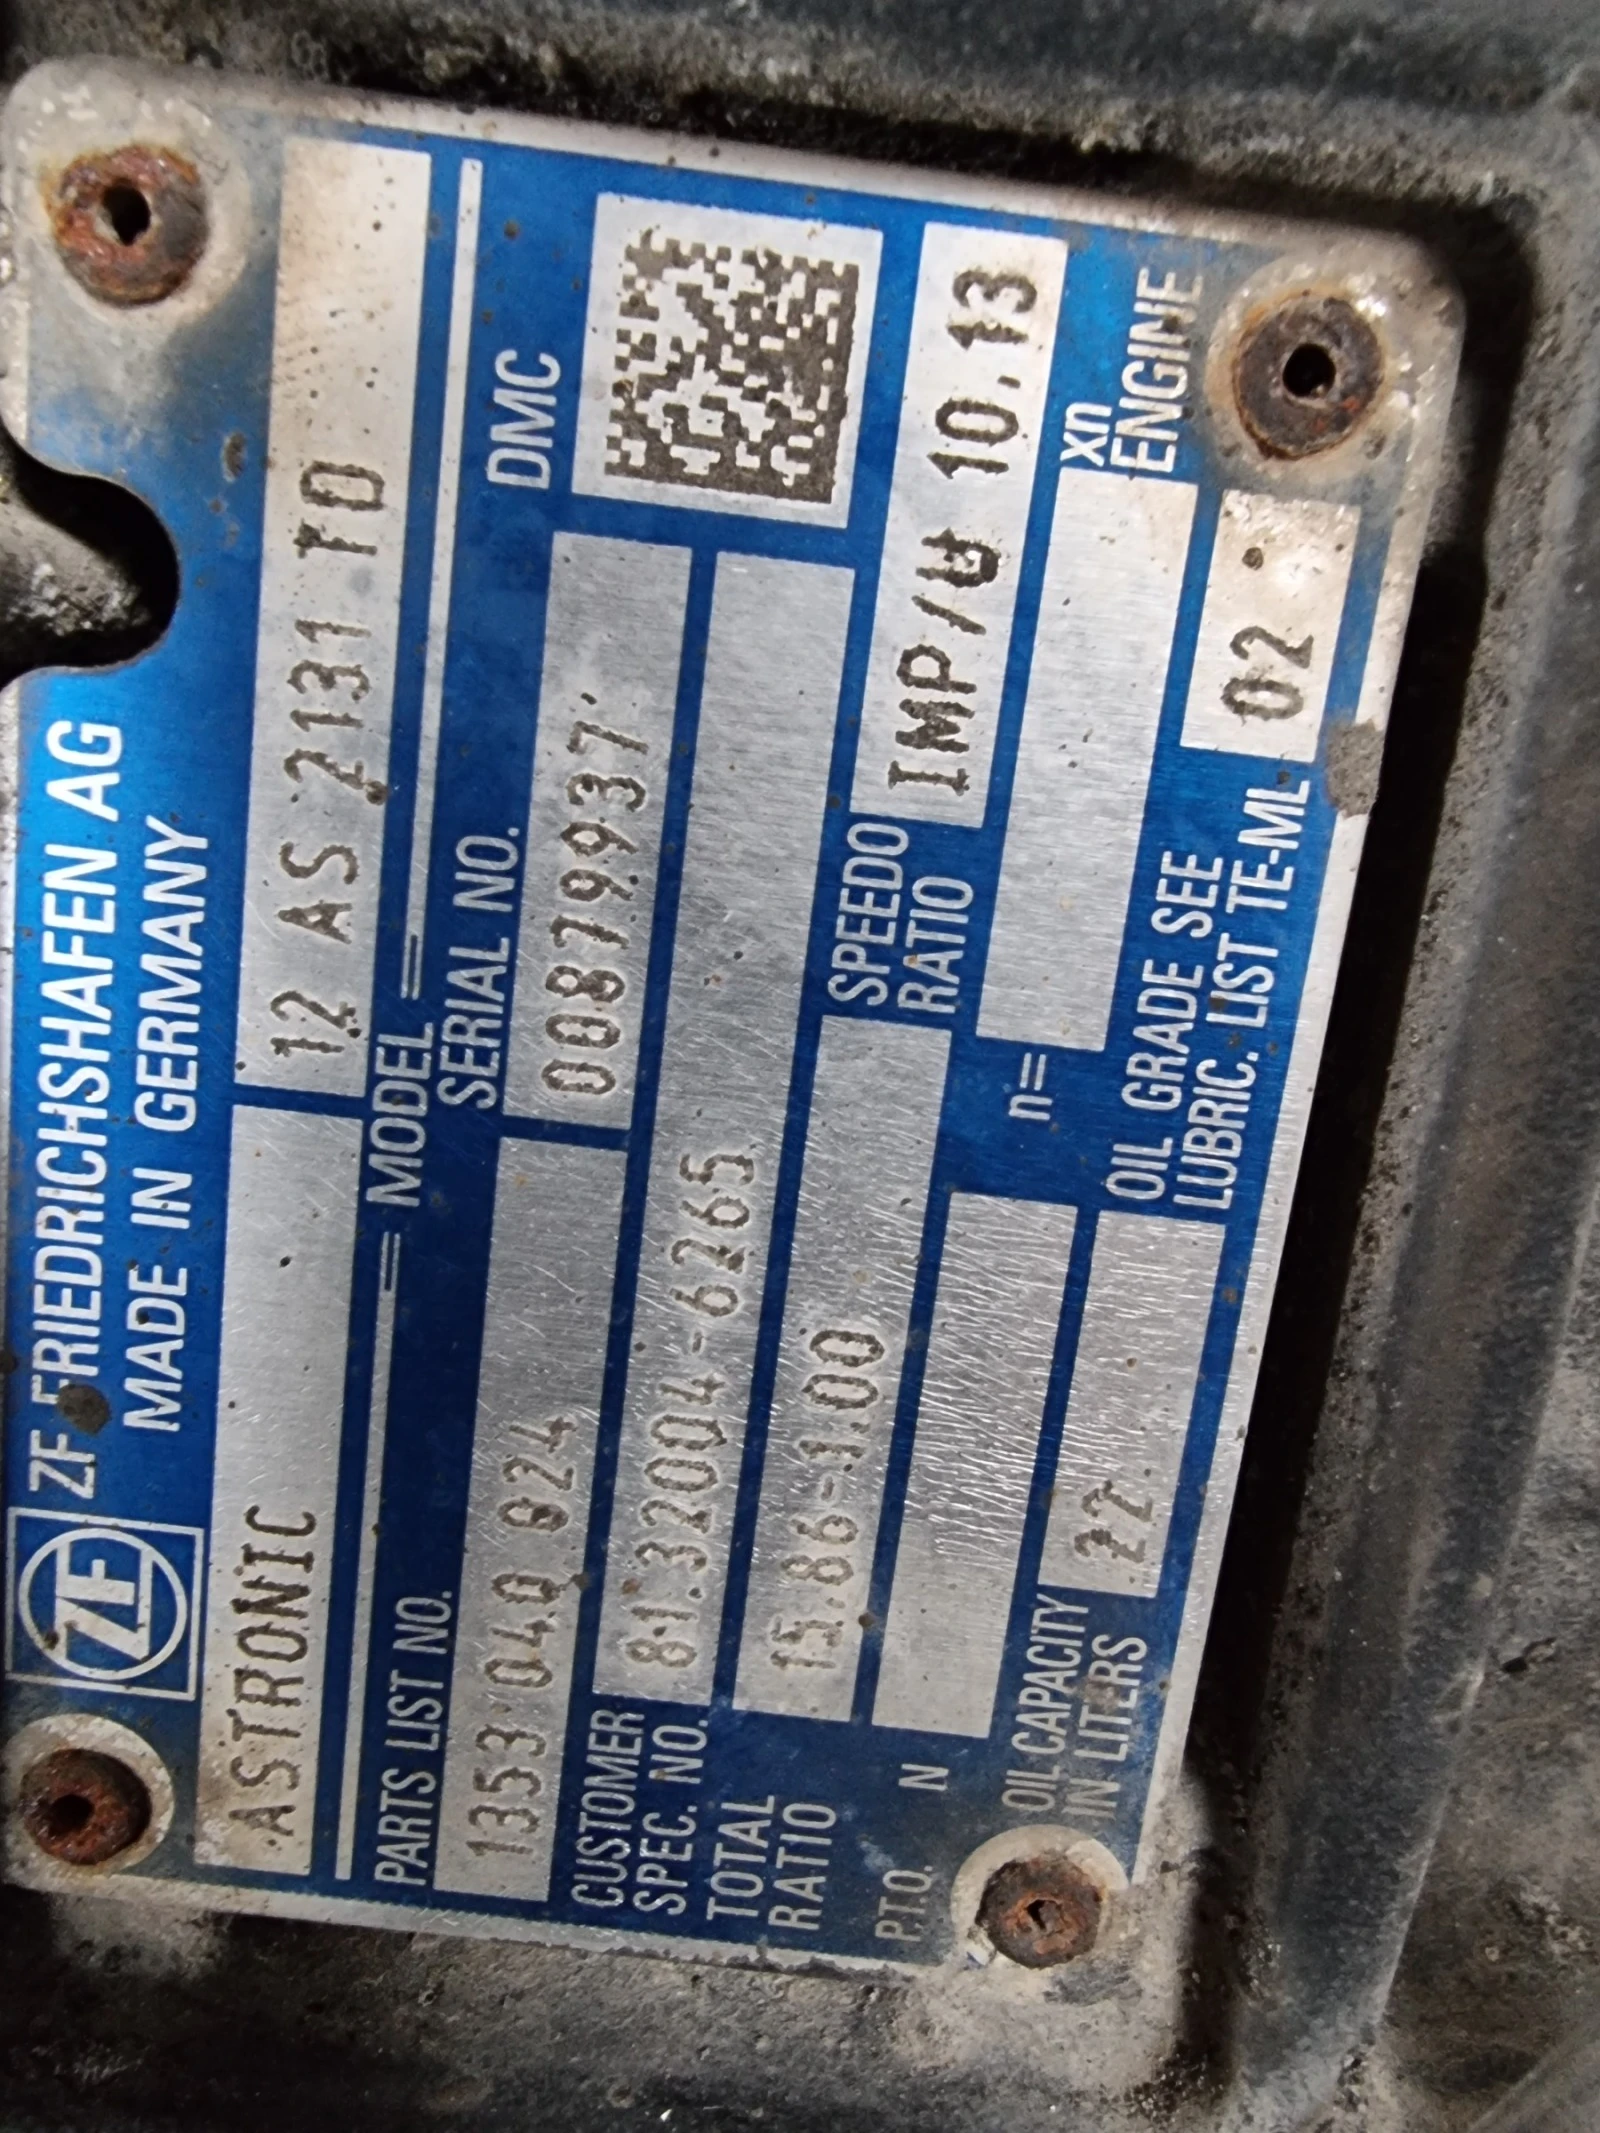 ZF
ZF FRIEDRICHSHAFEN AG
MADE IN GERMANY
ASTRONIC 12 AS 2131 TO
= MODEL =
PARTS LIST NO. SERIAL NO.
1353 040 024 00879937
DMC
CUSTOMER
SPEC. NO. 81.32004-6265
TOTAL
RATIO 15.86-1.00
SPEEDO
RATIO IMP/U 10,13
P.T.O. N n= xn
ENGINE
OIL CAPACITY
IN LITERS 22
OIL GRADE SEE
LUBRIC. LIST TE-ML 02